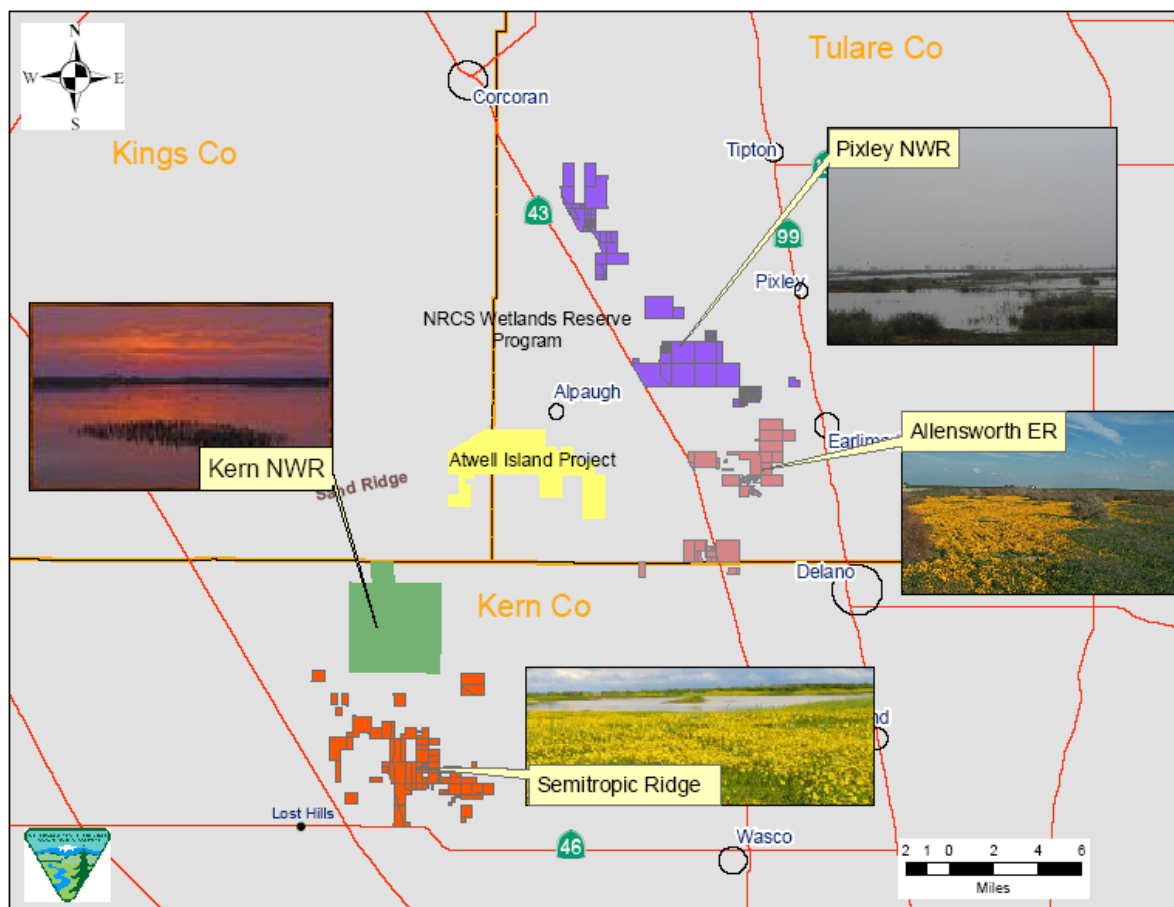 N
W
E
S
Tulare Co
Corcoran
Kings Co
Tipton
Pixley NWR
43
99
Pixley
NRCS Wetlands Reserve
Program
Alpaugh
Allensworth ER
Atwell Island Project
Kern NWR
Sand Ridge
Delano
Kern Co
Semitropic Ridge
Lost Hills
46
Wasco
2 1 0 2 4 6
Miles